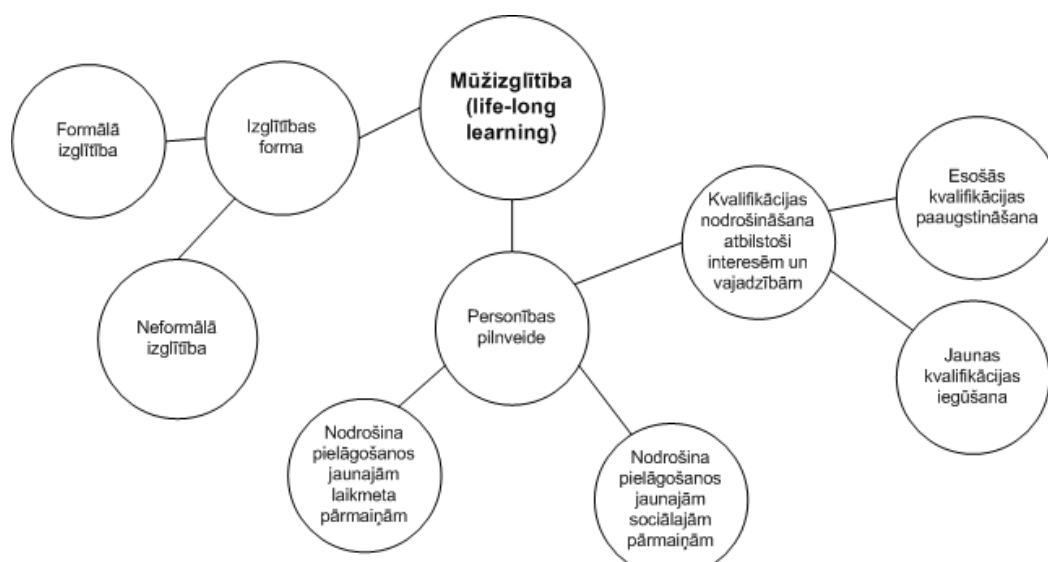 Mūžizglītība
(life-long
learning)
Formālā
izglītība
Izglītības
forma
Neformālā
izglītība
Personības
pilnveide
Kvalifikācijas
nodrošināšana
atbilstoši
interesēm un
vajadzībām
Esošās
kvalifikācijas
paaugstināšana
Jaunas
kvalifikācijas
iegūšana
Nodrošina
pielāgošanos
jaunajām
laikmeta
pārmaiņām
Nodrošina
pielāgošanos
jaunajām
sociālajām
pārmaiņām